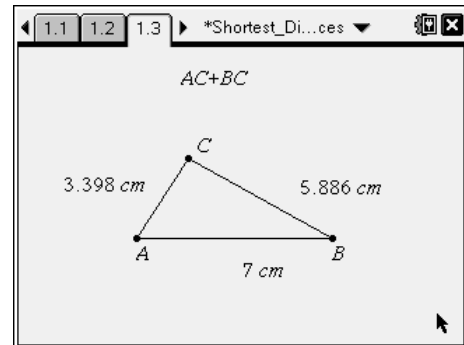 1.1 1.2 1.3 *Shortest_Di...ces
AC+BC
C
3.398 cm 5.886 cm
A B
7 cm